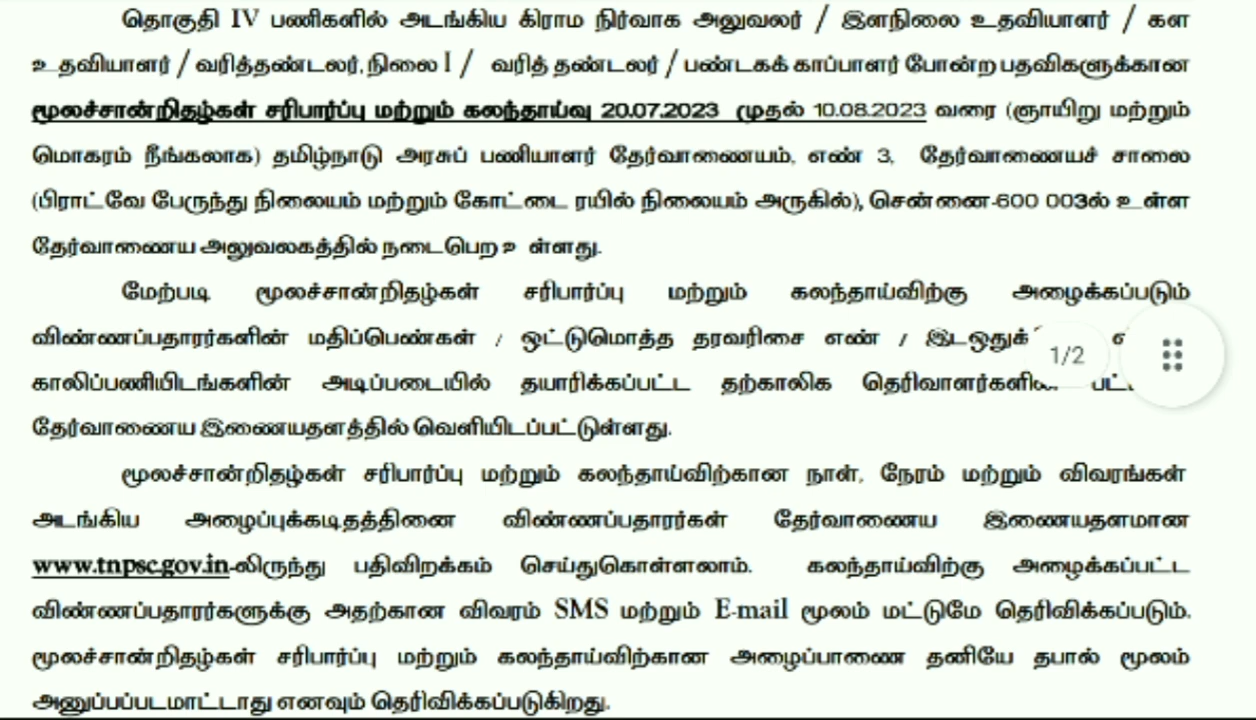 தொகுதி IV பணிகளில் அடங்கிய கிராம நிர்வாக அலுவலர் / இளநிலை உதவியாளர் / கள
உதவியாளர் / வரித்தண்டலர், நிலை I / வரித் தண்டலர் / பண்டகக் காப்பாளர் போன்ற பதவிகளுக்கான
மூலச்சான்றிதழ்கள் சரிபார்ப்பு மற்றும் கலந்தாய்வு 20.07.2023 முதல் 10.08.2023 வரை (ஞாயிறு மற்றும்
மொகரம் நீங்கலாக) தமிழ்நாடு அரசுப் பணியாளர் தேர்வாணையம், எண் 3, தேர்வாணையச் சாலை
(பிராட்வே பேருந்து நிலையம் மற்றும் கோட்டை ரயில் நிலையம் அருகில்), சென்னை-600 003ல் உள்ள
தேர்வாணைய அலுவலகத்தில் நடைபெற உள்ளது.
மேற்படி மூலச்சான்றிதழ்கள் சரிபார்ப்பு மற்றும் கலந்தாய்விற்கு அழைக்கப்படும்
விண்ணப்பதாரர்களின் மதிப்பெண்கள் / ஒட்டுமொத்த தரவரிசை எண் /
1/2
காலிப்பணியிடங்களின் அடிப்படையில் தயாரிக்கப்பட்ட தற்காலிக தெரிவாளர்களின்
தேர்வாணைய இணையதளத்தில் வெளியிடப்பட்டுள்ளது.
மூலச்சான்றிதழ்கள் சரிபார்ப்பு மற்றும் கலந்தாய்விற்கான நாள், நேரம் மற்றும் விவரங்கள்
அடங்கிய அழைப்புக்கடிதத்தினை விண்ணப்பதாரர்கள் தேர்வாணைய இணையதளமான
www.tnpsc.gov.in-லிருந்து பதிவிறக்கம் செய்துகொள்ளலாம். கலந்தாய்விற்கு அழைக்கப்பட்ட
விண்ணப்பதாரர்களுக்கு அதற்கான விவரம் SMS மற்றும் E-mail மூலம் மட்டுமே தெரிவிக்கப்படும்.
மூலச்சான்றிதழ்கள் சரிபார்ப்பு மற்றும் கலந்தாய்விற்கான அழைப்பாணை தனியே தபால் மூலம்
அனுப்பப்படமாட்டாது எனவும் தெரிவிக்கப்படுகிறது.